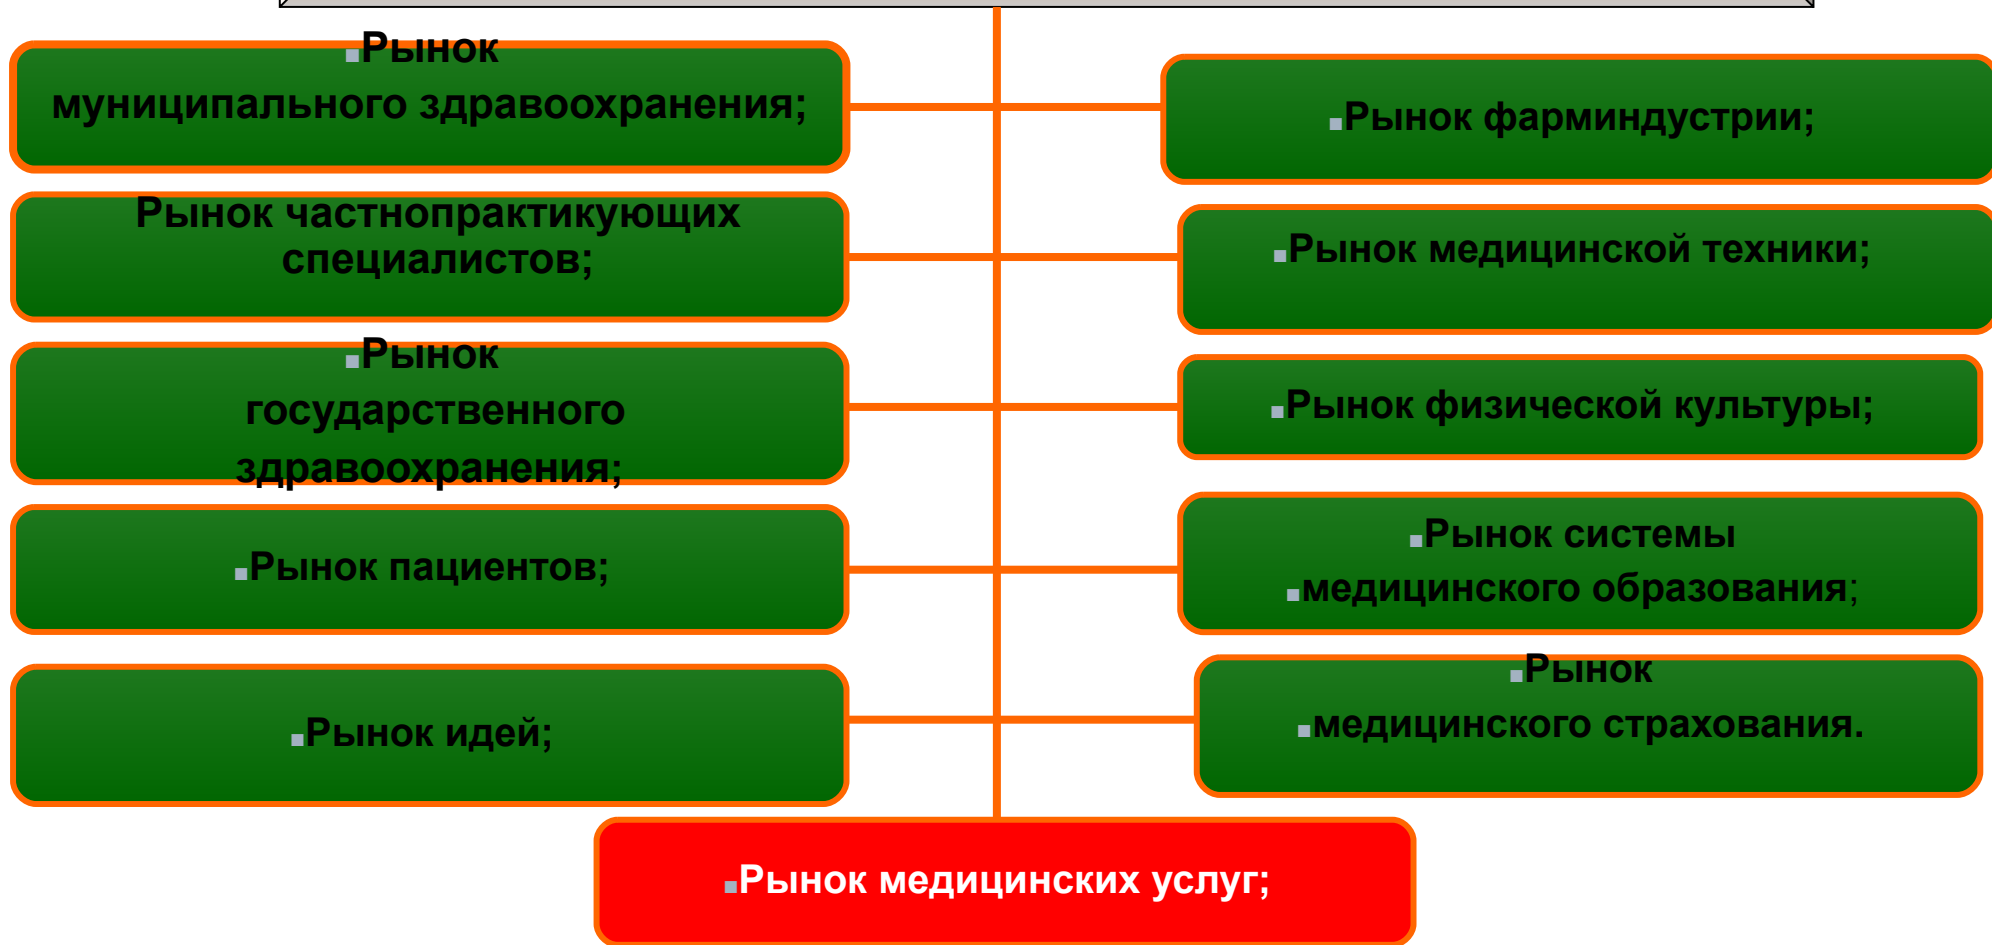 Рынок
муниципального здравоохранения;
Рынок частнопрактикующих
специалистов;
Рынок
государственного
здравоохранения;
Рынок пациентов;
Рынок идей;
Рынок фарминдустрии;
Рынок медицинской техники;
Рынок физической культуры;
Рынок системы
медицинского образования;
Рынок
медицинского страхования.
Рынок медицинских услуг;